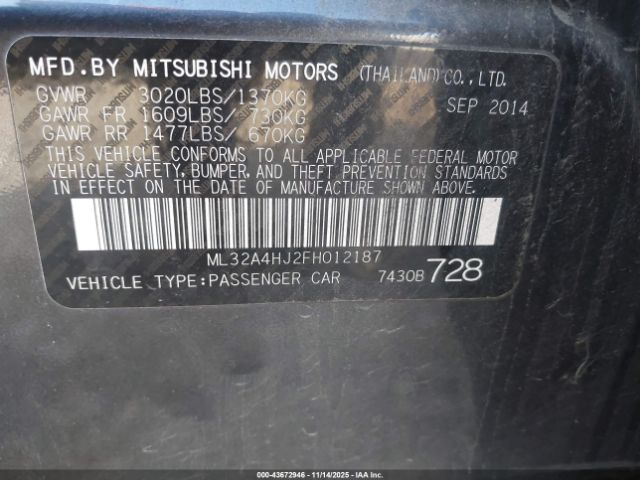 MFD.BY MITSUBISHI MOTORS (THAILAND)CO.,LTD.
GVWR 3020LBS/1370KG SEP 2014
GAWR FR 1609LBS/ 730KG
GAWR RR 1477LBS/ 670KG
THIS VEHICLE CONFORMS TO ALL APPLICABLE FEDERAL MOTOR
VEHICLE SAFETY, BUMPER, AND THEFT PREVENTION STANDARDS
IN EFFECT ON THE DATE OF MANUFACTURE SHOWN ABOVE.
ML32A4HJ2FH012187
VEHICLE TYPE:PASSENGER CAR 7430B 728
000-43672946 - 11/14/2025 - IAAI.CA